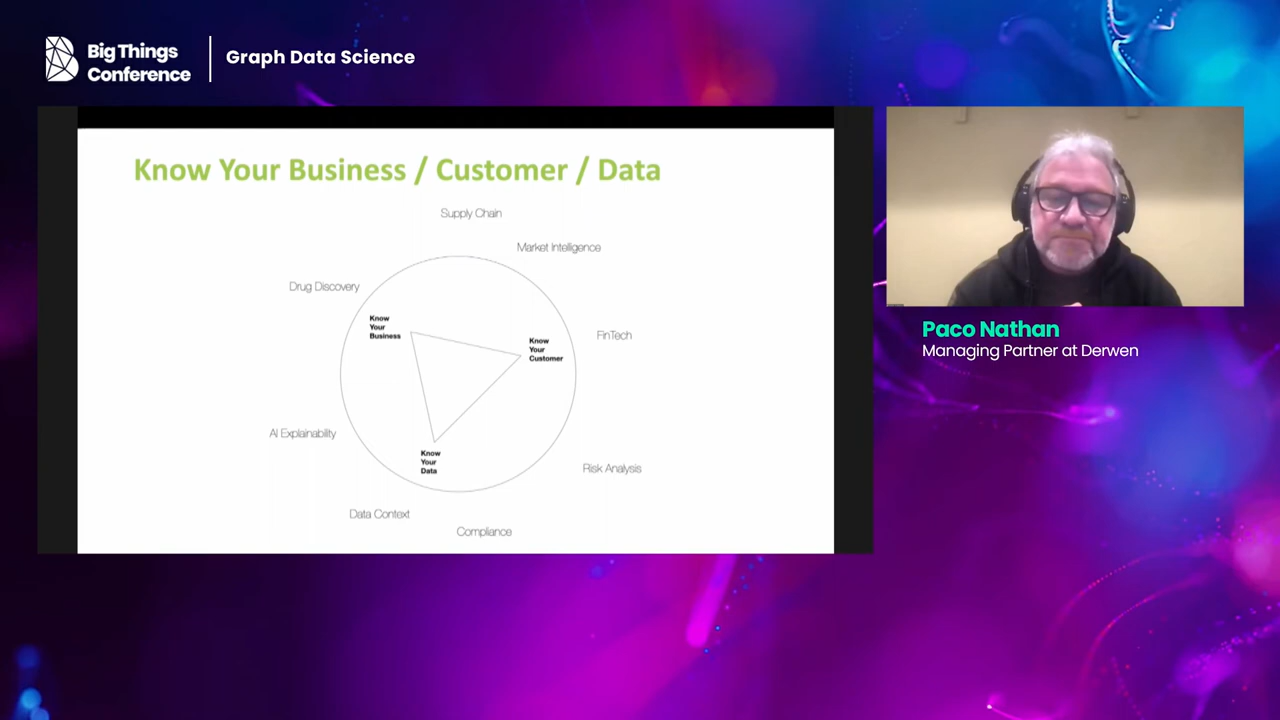 Big Things
Conference
Graph Data Science
Know Your Business / Customer / Data
Supply Chain
Market Intelligence
Drug Discovery
Know
Your
Business
FinTech
Know
Your
Customer
AI Explainability
Know
Your
Data
Risk Analysis
Data Context
Compliance
Paco Nathan
Managing Partner at Derwen